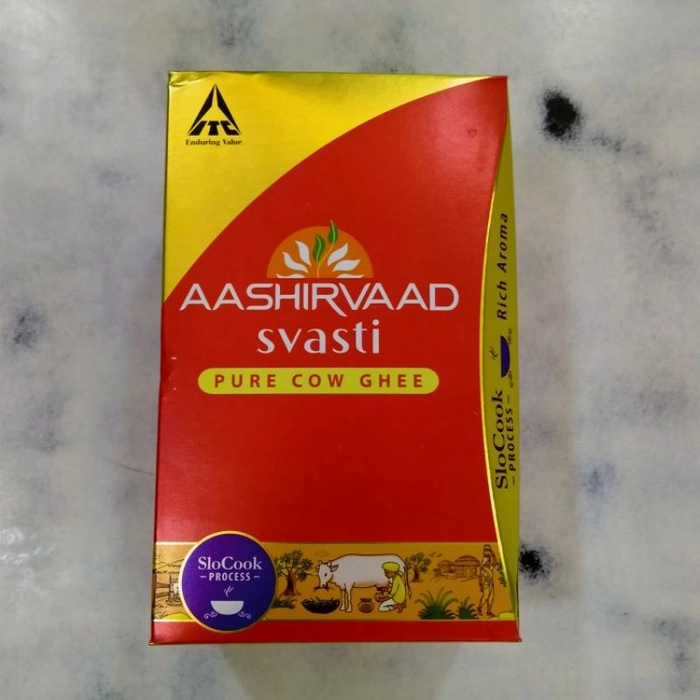 ITC
Enduring Value
AASHIRVAAD
svasti
PURE COW GHEE
SloCook
– PROCESS –
SloCook
– PROCESS –
Rich Aroma